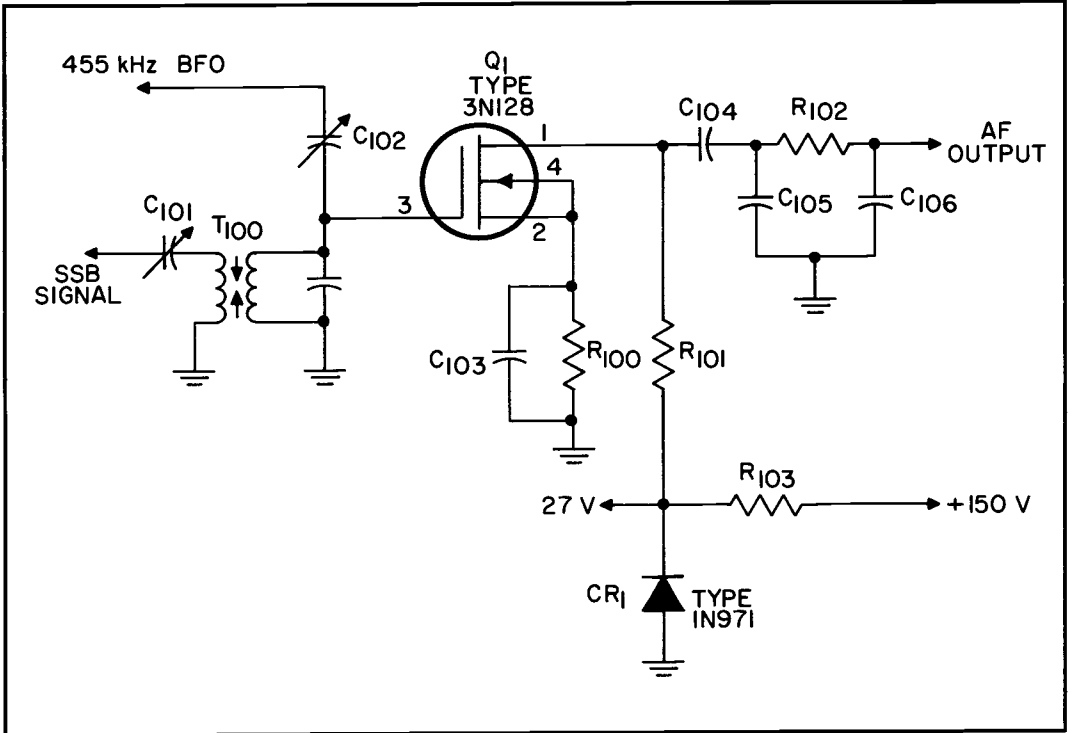 455 kHz BFO
Q1
TYPE
3N128
C102
C104
R102
AF
OUTPUT
1
4
3
2
C105
C106
C101
T100
SSB
SIGNAL
C103
R100
R101
R103
27 V
+150 V
CR1
TYPE
1N971